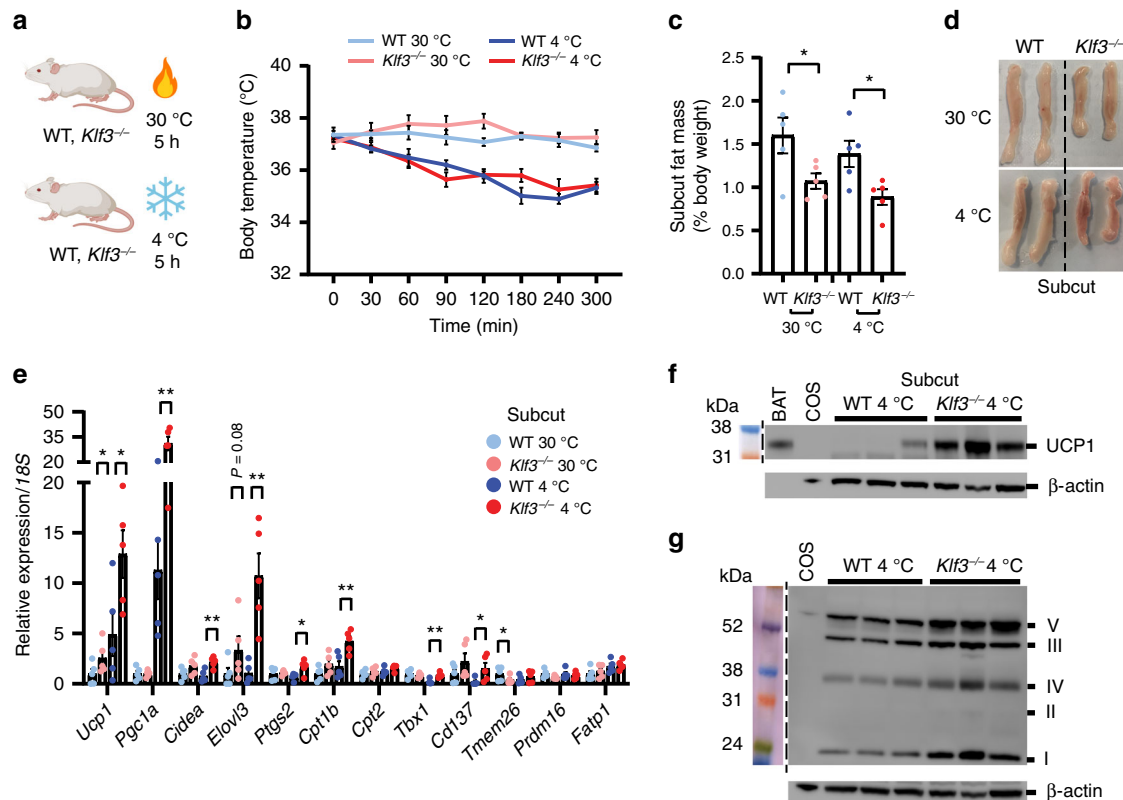 a
WT, Klf3–/–
30 °C
5 h
WT, Klf3–/–
4 °C
5 h
b
WT 30 °C
WT 4 °C
Klf3–/– 30 °C
Klf3–/– 4 °C
Body temperature (°C)
40
38
36
34
32
0 30 60 90 120 180 240 300
Time (min)
c
Subcut fat mass
(% body weight)
2.5
2.0
1.5
1.0
0.5
0.0
*
*
WT Klf3–/– WT Klf3–/–
30 °C 4 °C
d
WT Klf3–/–
30 °C
4 °C
Subcut
e
Relative expression/18S
50
35
20
20
15
10
5
0
* * ** ** P = 0.08 ** * ** ** * *
Subcut
WT 30 °C
Klf3–/– 30 °C
WT 4 °C
Klf3–/– 4 °C
Ucp1 Pgc1a Cidea Elovl3 Ptgs2 Cpt1b Cpt2 Tbx1 Cd137 Tmem26 Prdm16 Fatp1
f
Subcut
kDa BAT COS WT 4 °C Klf3–/– 4 °C
38
31
UCP1
β-actin
g
kDa COS WT 4 °C Klf3–/– 4 °C
52
38
31
24
V
III
IV
II
I
β-actin